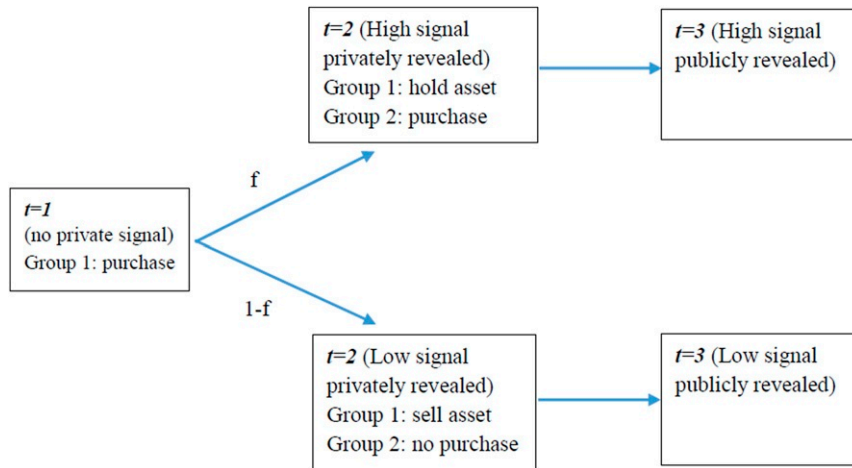 t=2 (High signal
privately revealed)
Group 1: hold asset
Group 2: purchase
t=3 (High signal
publicly revealed)
f
t=1
(no private signal)
Group 1: purchase
1-f
t=2 (Low signal
privately revealed)
Group 1: sell asset
Group 2: no purchase
t=3 (Low signal
publicly revealed)